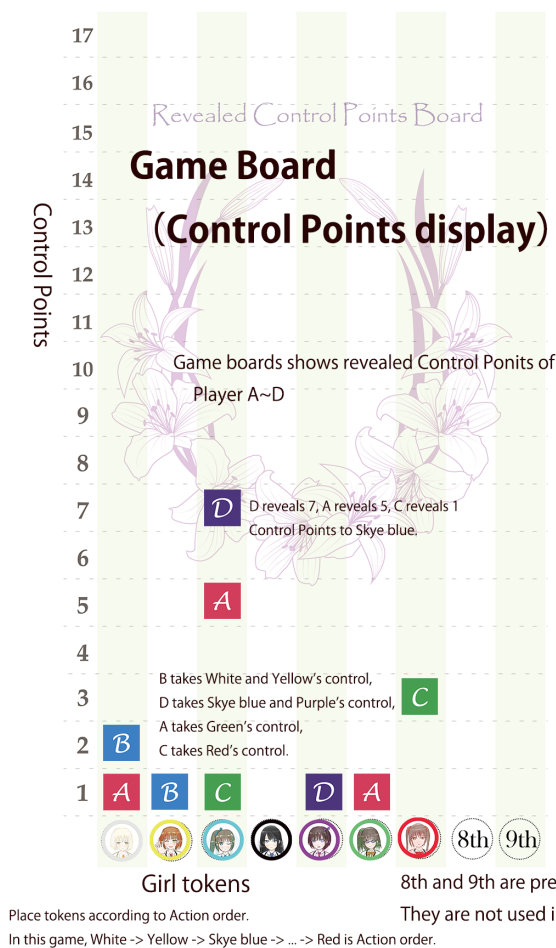 17
16
Revealed Control Points Board
15
Game Board
14
(Control Points display)
13
Control Points
12
11
Game boards shows revealed Control Ponits of
10
Player A~D
9
8
7
D
D reveals 7, A reveals 5, C reveals 1
Control Points to Skye blue.
6
5
A
4
B takes White and Yellow's control,
3
D takes Skye blue and Purple's control,
C
A takes Green's control,
2
B
C takes Red's control.
1
A B C D A
8th 9th
Girl tokens
8th and 9th are pre
Place tokens according to Action order.
They are not used i
In this game, White -> Yellow -> Skye blue -> ... -> Red is Action order.